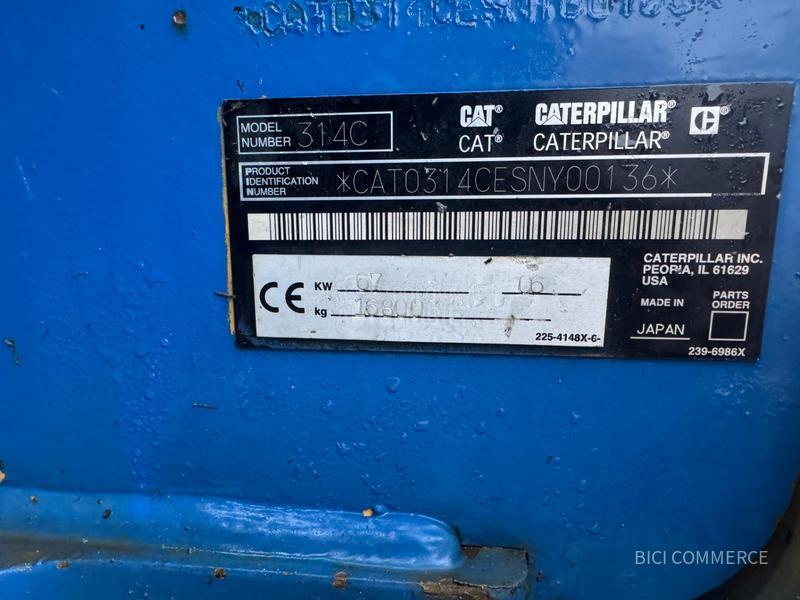 CAT® CATERPILLAR®
MODEL NUMBER 314C
CAT® CATERPILLAR®
PRODUCT IDENTIFICATION NUMBER *CAT0314CESNY00136*
CATERPILLAR INC.
PEORIA, IL 61629
USA
CE
KW 67 06
kg 16800
225-4148X-6-
MADE IN JAPAN
PARTS ORDER
239-6986X
BICI COMMERCE